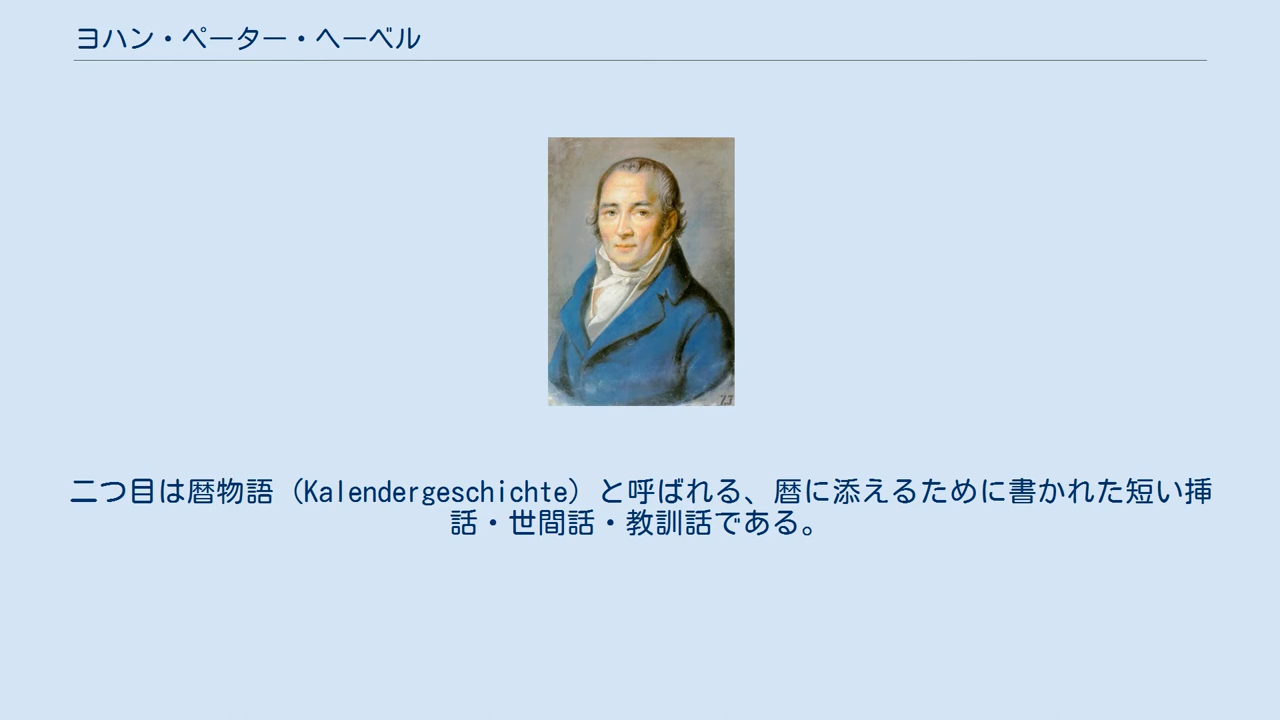 ヨハン・ペーター・ヘーベル
二つ目は暦物語（Kalendergeschichte）と呼ばれる、暦に添えるために書かれた短い挿
話・世間話・教訓話である。